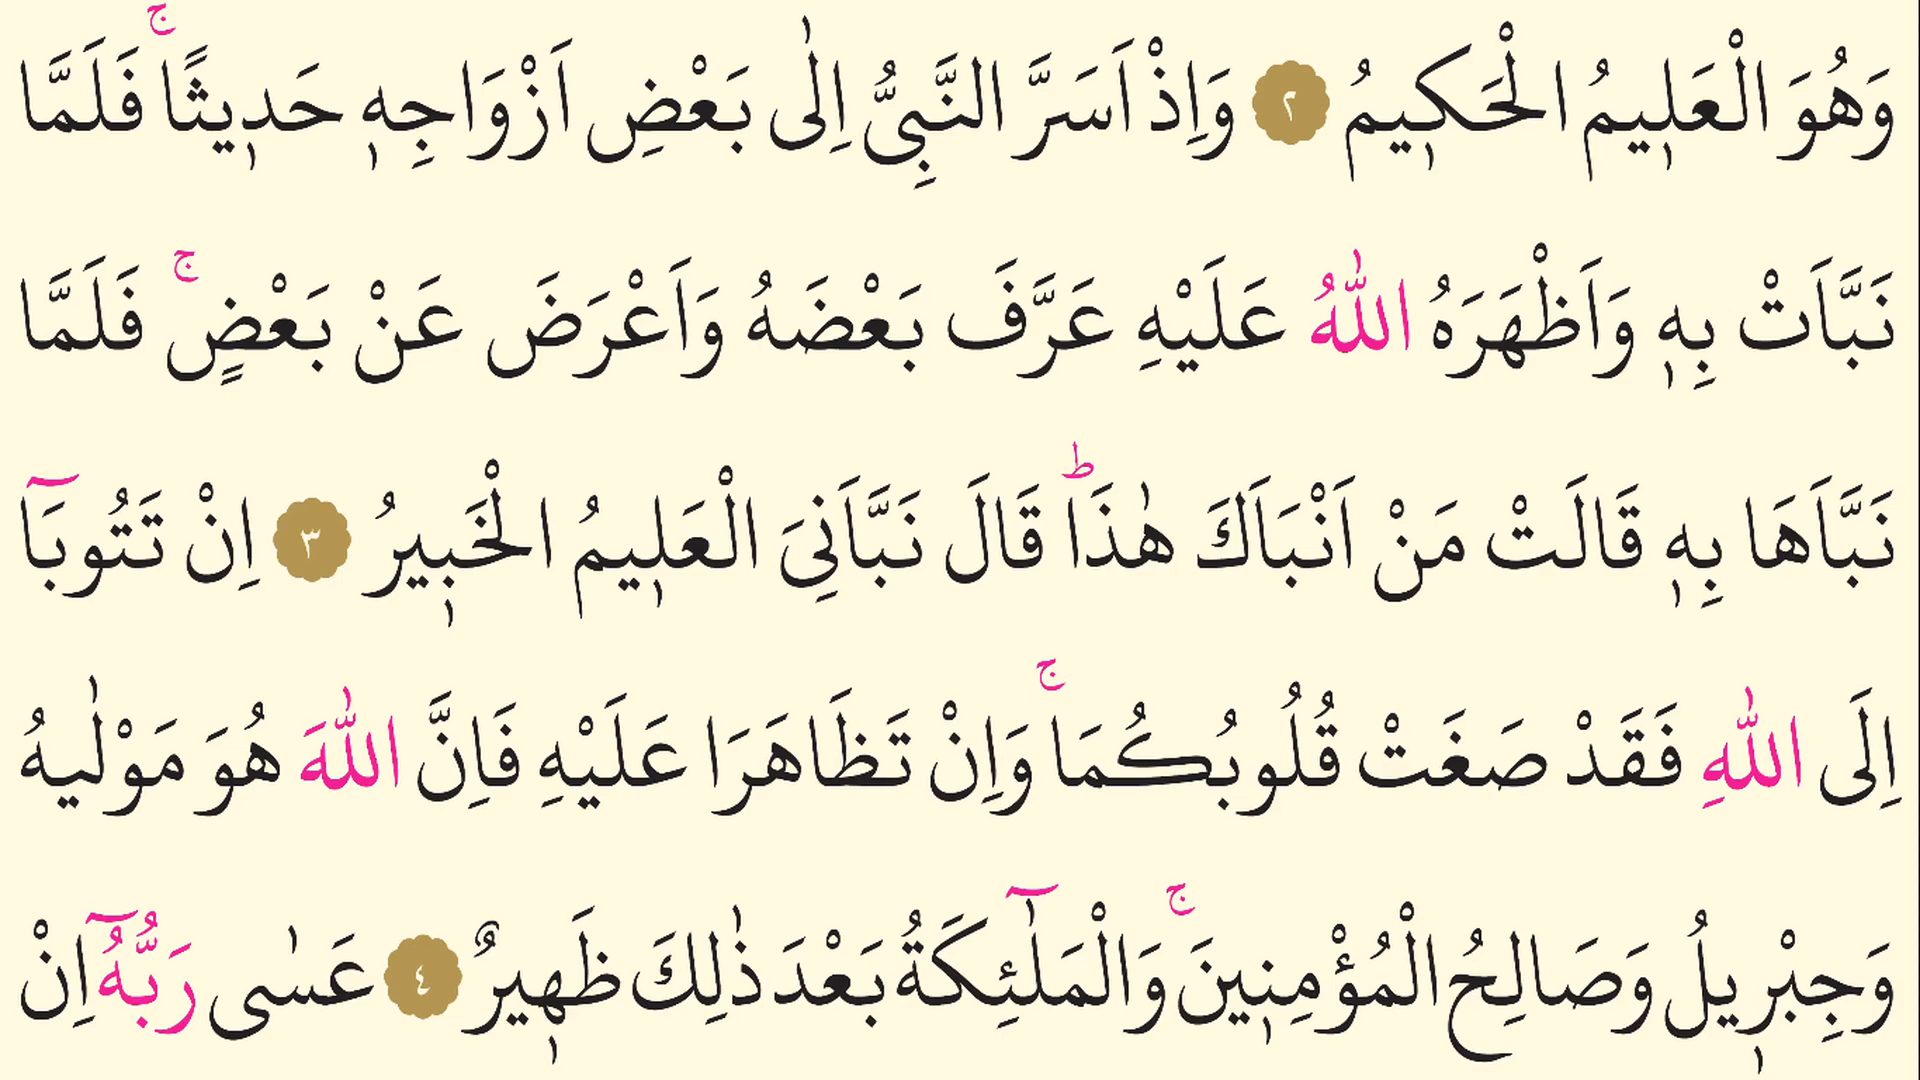 وَهُوَ الْعَلٖيمُ الْحَكٖيمُ ﴿٢﴾ وَاِذْ اَسَرَّ النَّبِىُّ اِلٰى بَعْضِ اَزْوَاجِهٖ حَدٖيثًاۚ فَلَمَّا
نَبَّاَتْ بِهٖ وَاَظْهَرَهُ اللّٰهُ عَلَيْهِ عَرَّفَ بَعْضَهُ وَاَعْرَضَ عَنْ بَعْضٍۚ فَلَمَّا
نَبَّاَهَا بِهٖ قَالَتْ مَنْ اَنْبَاَكَ هٰذَاؕ قَالَ نَبَّاَنِىَ الْعَلٖيمُ الْخَبٖيرُ ﴿٣﴾ اِنْ تَتُوبَٓا
اِلَى اللّٰهِ فَقَدْ صَغَتْ قُلُوبُكُمَاۚ وَاِنْ تَظَاهَرَا عَلَيْهِ فَاِنَّ اللّٰهَ هُوَ مَوْلٰيهُ
وَجِبْرٖيلُ وَصَالِحُ الْمُؤْمِنٖينَۚ وَالْمَلٰٓئِكَةُ بَعْدَ ذٰلِكَ ظَهٖيرٌ ﴿٤﴾ عَسٰى رَبُّهُٓ اِنْ